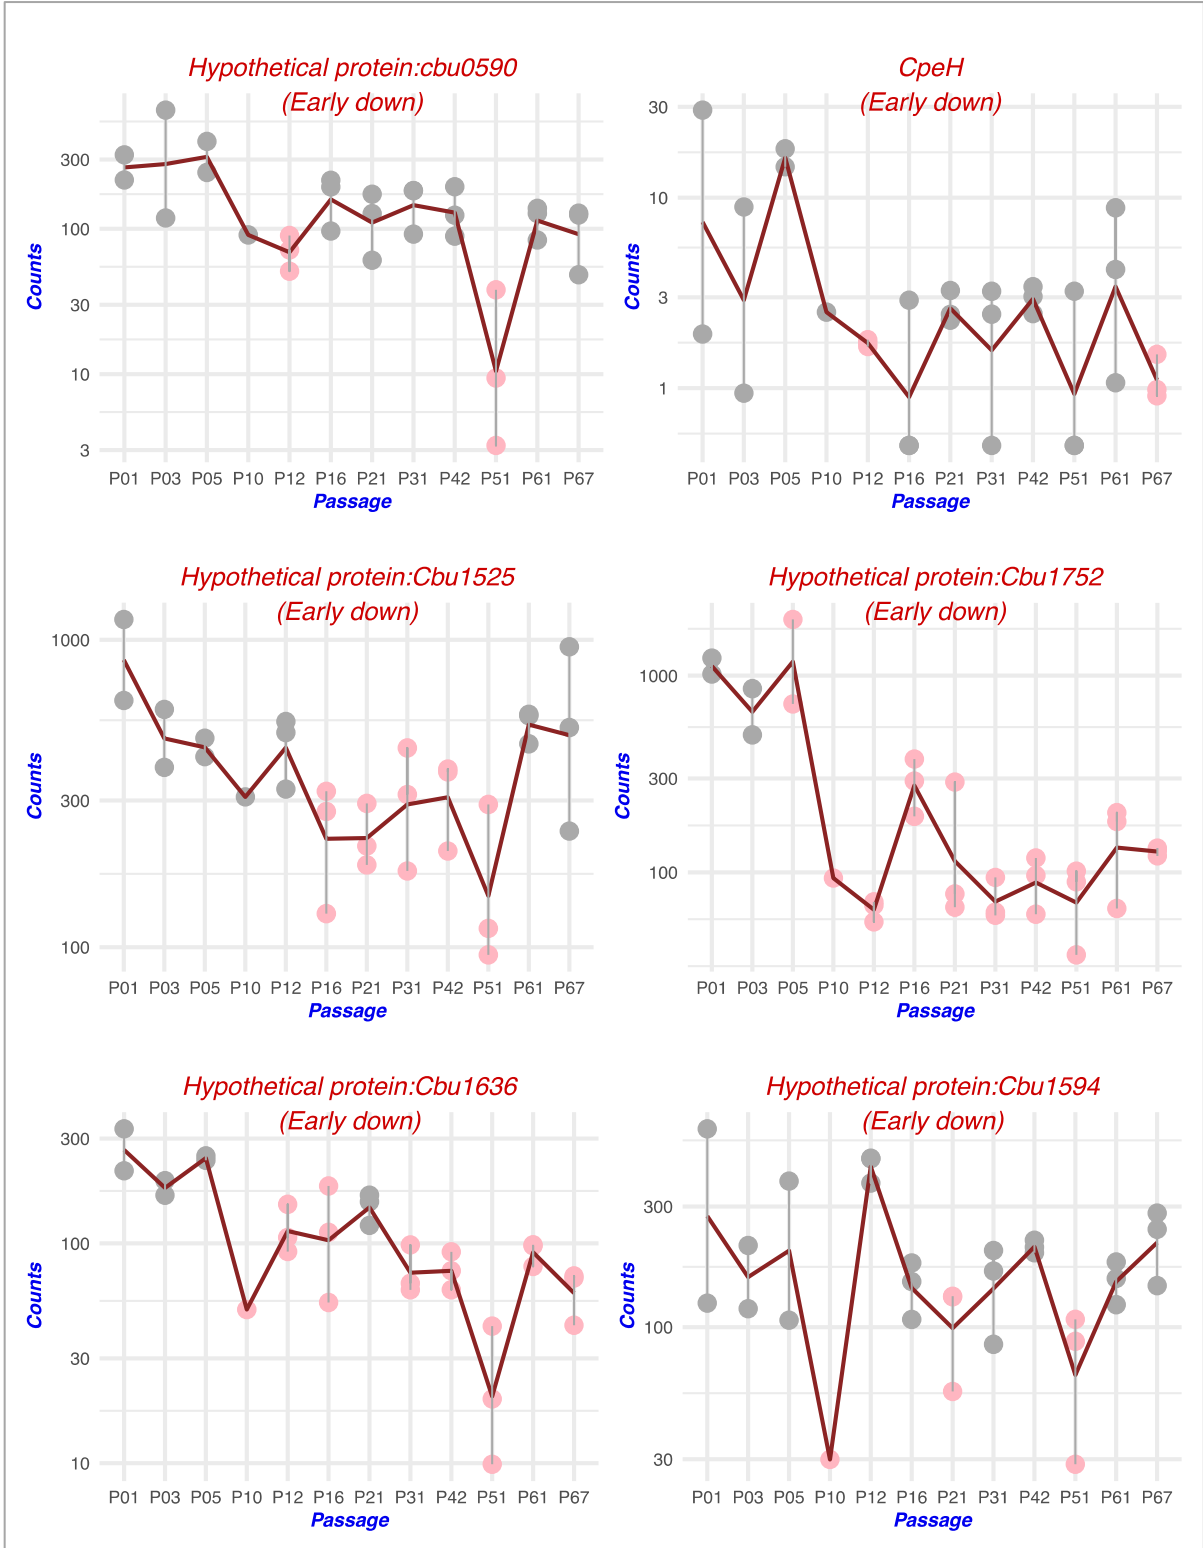 Hypothetical protein:cbu0590
(Early down)
Counts
300
100
30
10
3
P01 P03 P05 P10 P12 P16 P21 P31 P42 P51 P61 P67
Passage
CpeH
(Early down)
Counts
30
10
3
1
P01 P03 P05 P10 P12 P16 P21 P31 P42 P51 P61 P67
Passage
Hypothetical protein:Cbu1525
(Early down)
Counts
1000
300
100
P01 P03 P05 P10 P12 P16 P21 P31 P42 P51 P61 P67
Passage
Hypothetical protein:Cbu1752
(Early down)
Counts
1000
300
100
P01 P03 P05 P10 P12 P16 P21 P31 P42 P51 P61 P67
Passage
Hypothetical protein:Cbu1636
(Early down)
Counts
300
100
30
10
P01 P03 P05 P10 P12 P16 P21 P31 P42 P51 P61 P67
Passage
Hypothetical protein:Cbu1594
(Early down)
Counts
300
100
30
P01 P03 P05 P10 P12 P16 P21 P31 P42 P51 P61 P67
Passage